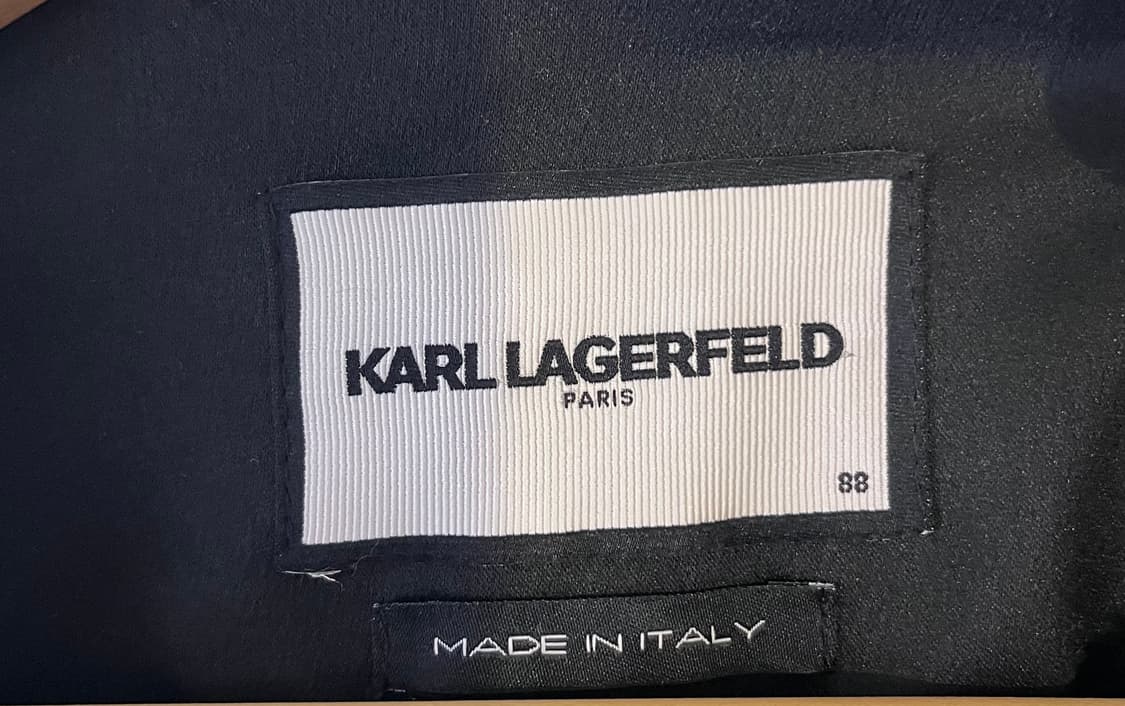 KARL LAGERFELD
PARIS
88
MADE IN ITALY